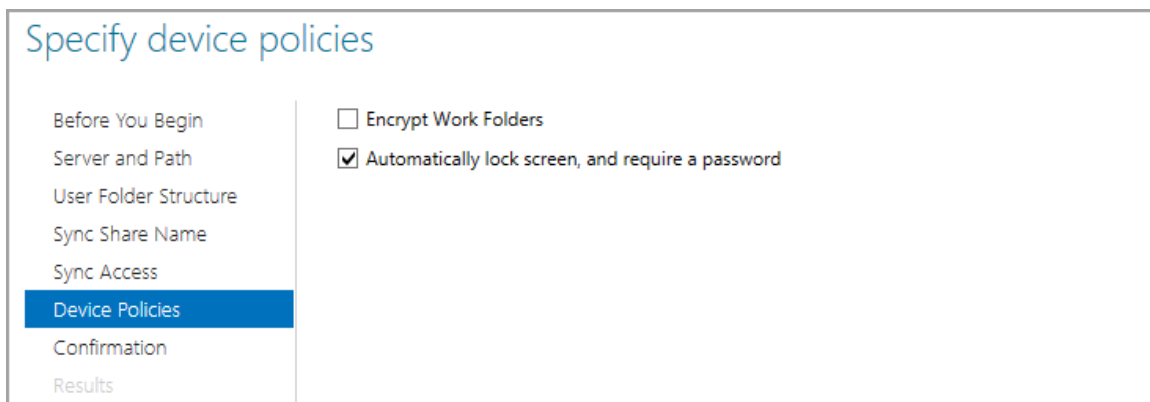 Specify device policies
Before You Begin
Server and Path
User Folder Structure
Sync Share Name
Sync Access
Device Policies
Confirmation
Results
Encrypt Work Folders
Automatically lock screen, and require a password